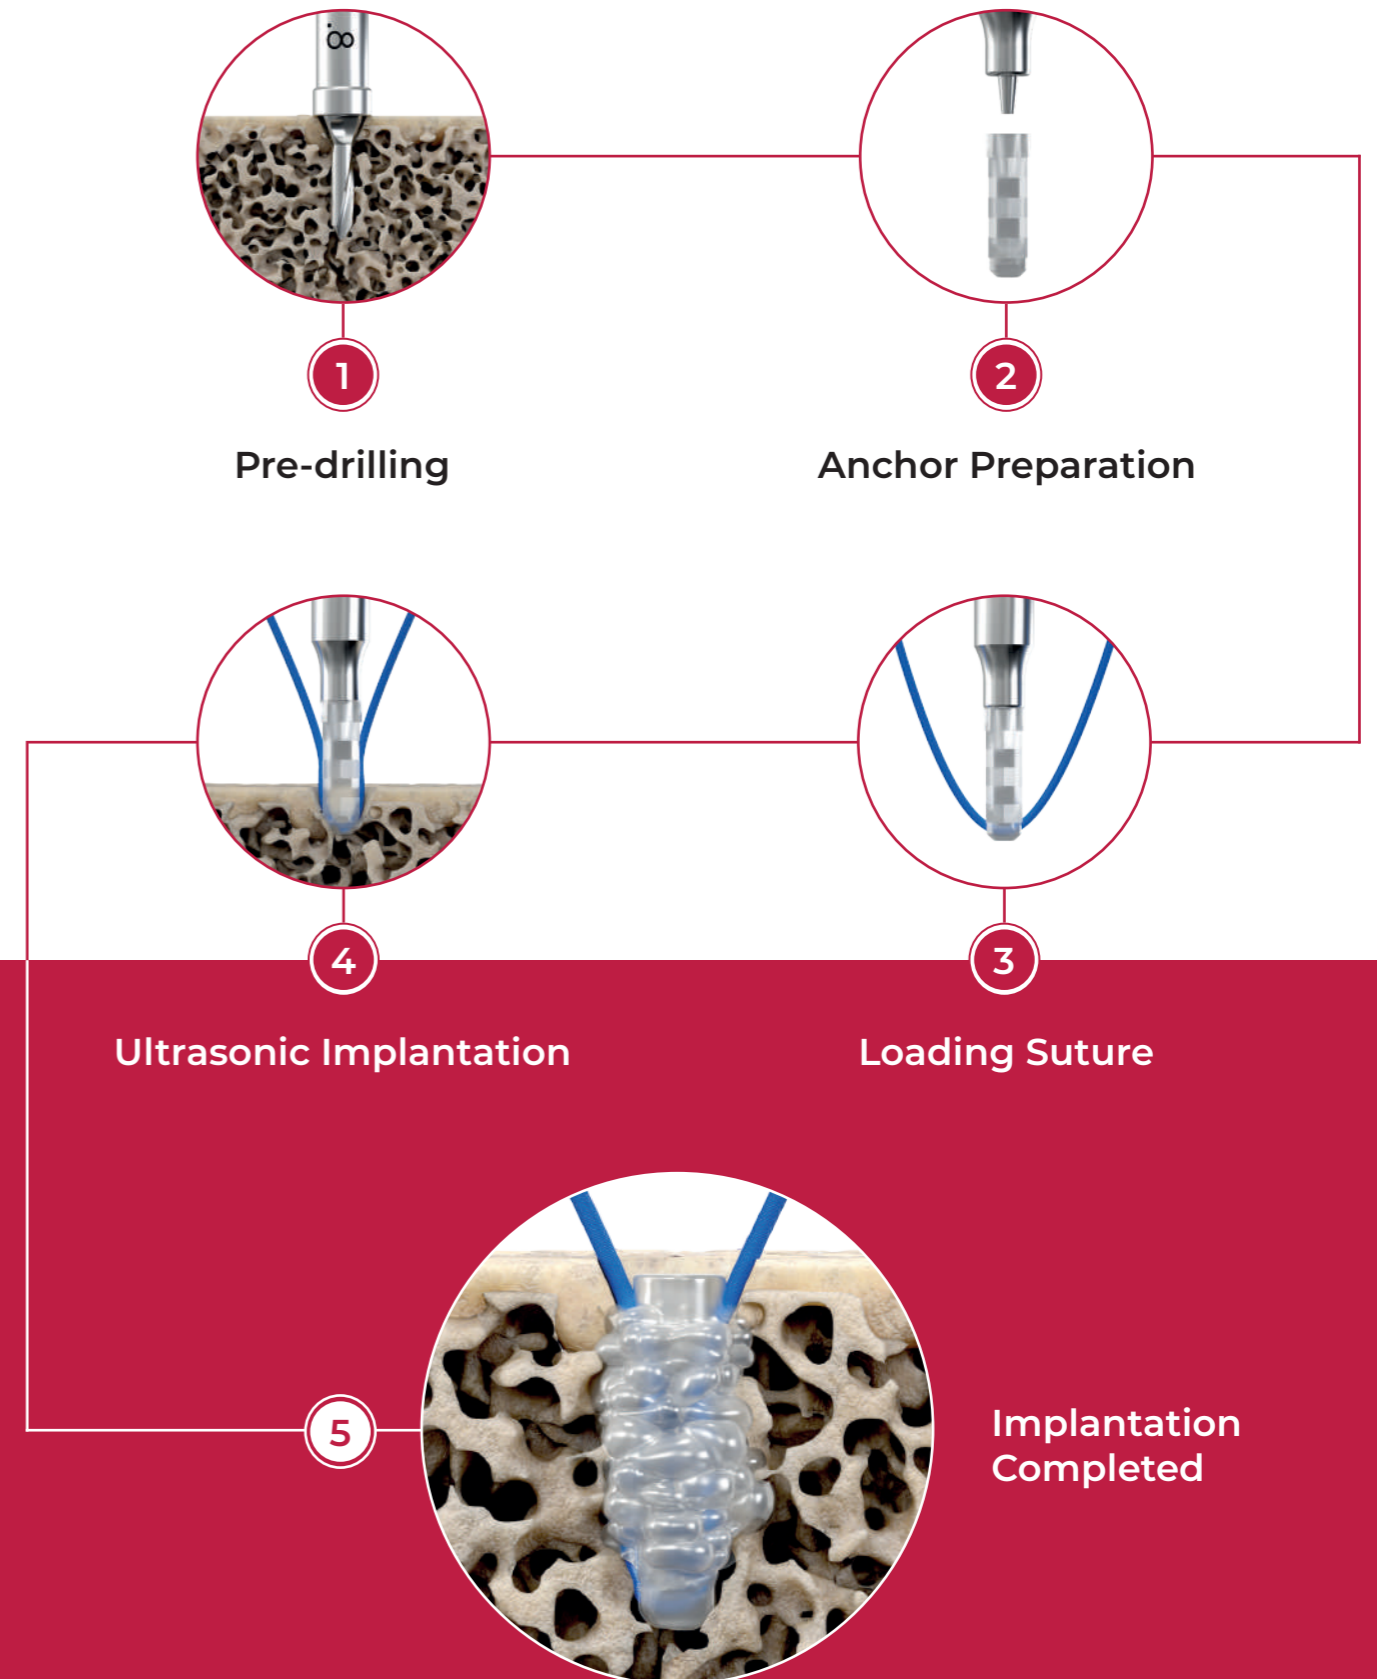 1
Pre-drilling
2
Anchor Preparation
3
Loading Suture
4
Ultrasonic Implantation
5
Implantation
Completed